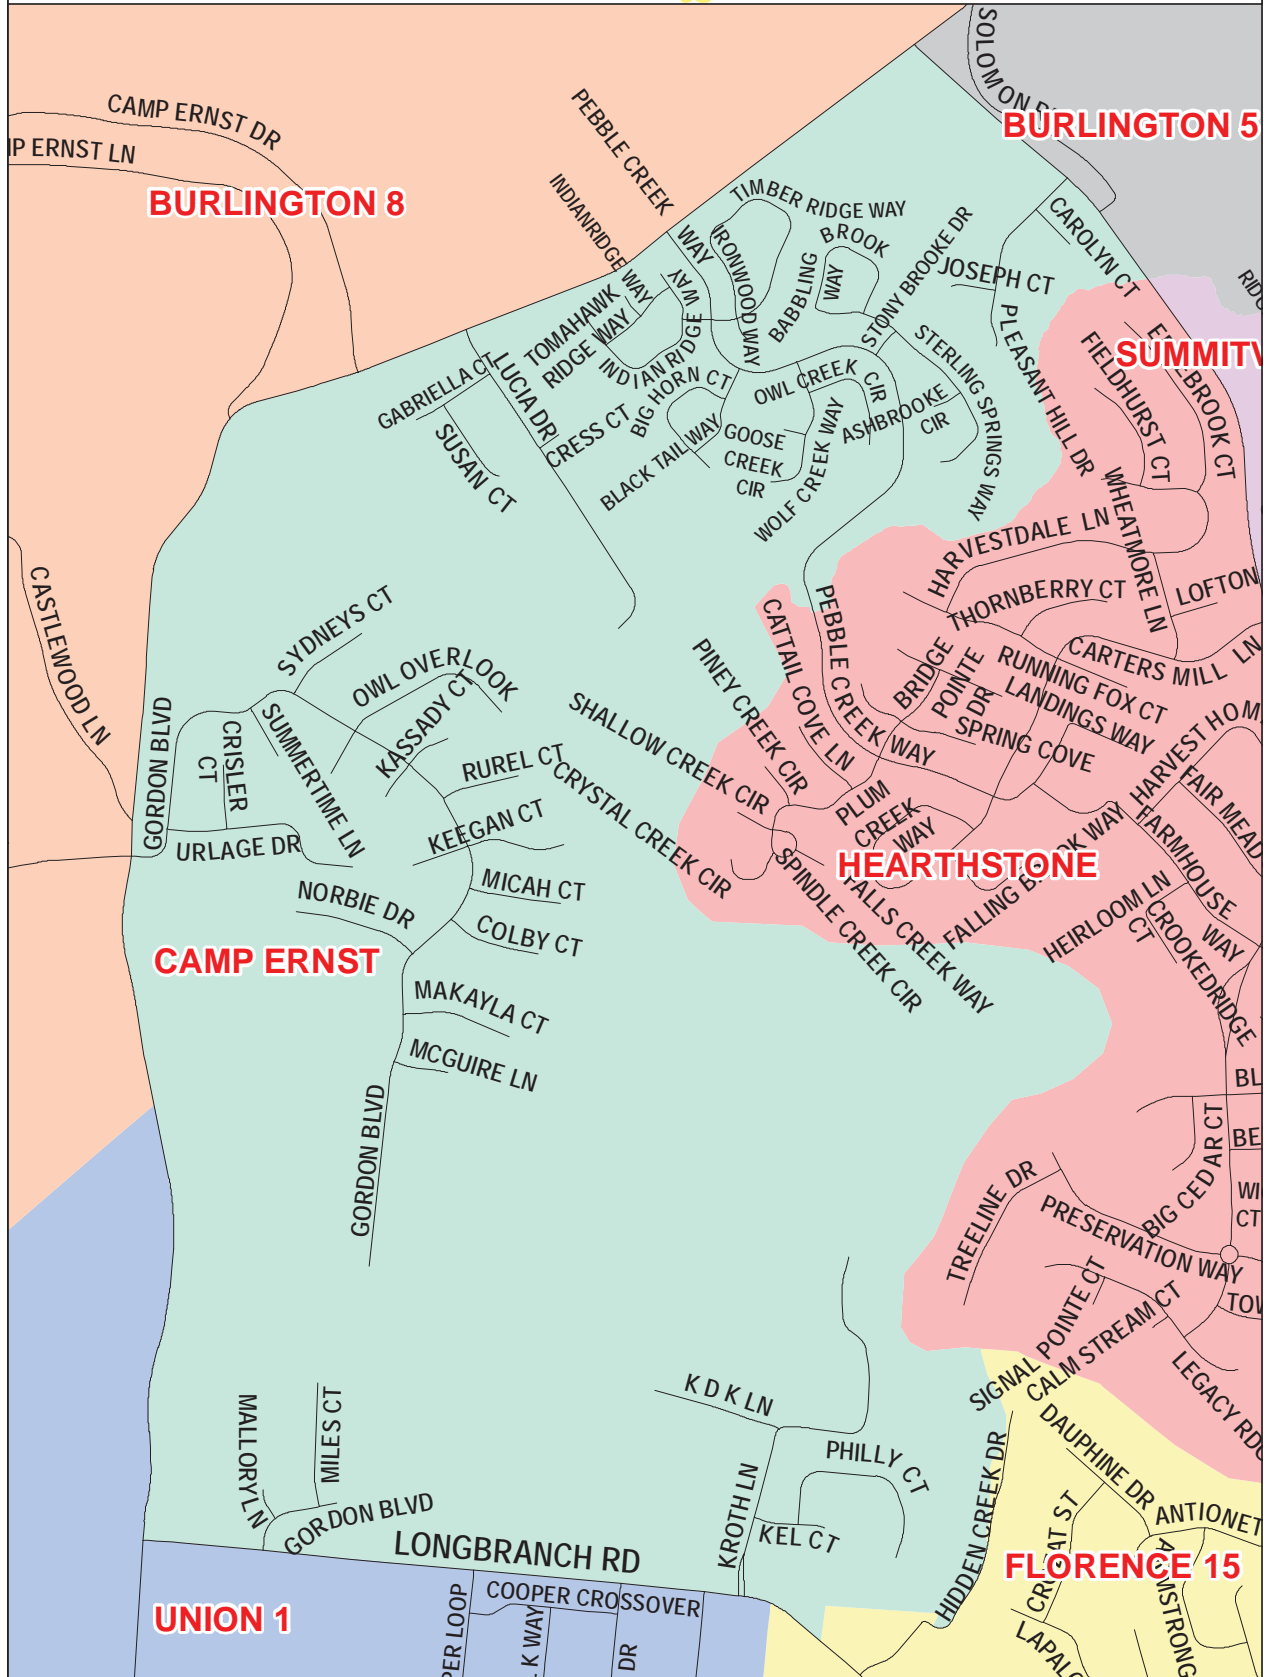 SOLOMON
BURLINGTON 5
CAMP ERNST DR
ERNST LN
BURLINGTON 8
PEBBLE CREEK
WAY
INDIANRIDGE WAY
TIMBER RIDGE WAY
IRONWOOD WAY
BABBLING
BROOK
WAY
STONY BROOKE DR
JOSEPH CT
CAROLYN CT
PLEASANT HILL DR
TOMAHAWK
RIDGE WAY
INDIANRIDGE WAY
GABRIELLA CT
LUCIA DR
SUSAN CT
CRESS CT
BIG HORN CT
BLACK TAIL WAY
OWL CREEK CIR
GOOSE
CREEK
CIR
WOLF CREEK WAY
ASHBROOKE
CIR
STERLING SPRINGS WAY
FIELDHURST CT
HARVESTDALE LN
WHEATMORE LN
THORNBERRY CT
LOFTON
CARTERS MILL LN
RUNNING FOX CT
LANDINGS WAY
BRIDGE
POINTE
DR
SPRING COVE
PEBBLE CREEK WAY
CATTAIL COVE LN
PINEY CREEK CIR
SHALLOW CREEK CIR
CRYSTAL CREEK CIR
PLUM
CREEK
WAY
HEARTHSTONE
SPINDLE CREEK CIR
FALLS CREEK WAY
FALLING BROOK WAY
HARVEST
FARMHOUSE
WAY
FAIR
HEIRLOOM LN
CROOKEDRIDGE
CT
CASTLEWOOD LN
GORDON BLVD
SYDNEYS CT
OWL OVERLOOK
KASSADY CT
CRISLER
CT
SUMMERTIME LN
URLAGE DR
RUREL CT
KEEGAN CT
MICAH CT
COLBY CT
NORBIE DR
CAMP ERNST
MAKAYLA CT
MCGUIRE LN
GORDON BLVD
BIG CEDAR CT
TREELINE DR
PRESERVATION WAY
CT
SIGNAL POINTE CT
CALM STREAM CT
LEGACY
MALLORY LN
MILES CT
GORDON BLVD
LONGBRANCH RD
K D K LN
KROTH LN
PHILLY CT
KEL CT
HIDDEN CREEK DR
DAUPHINE DR
FLORENCE 15
LOOP
COOPER CROSSOVER
WAY
DR
UNION 1